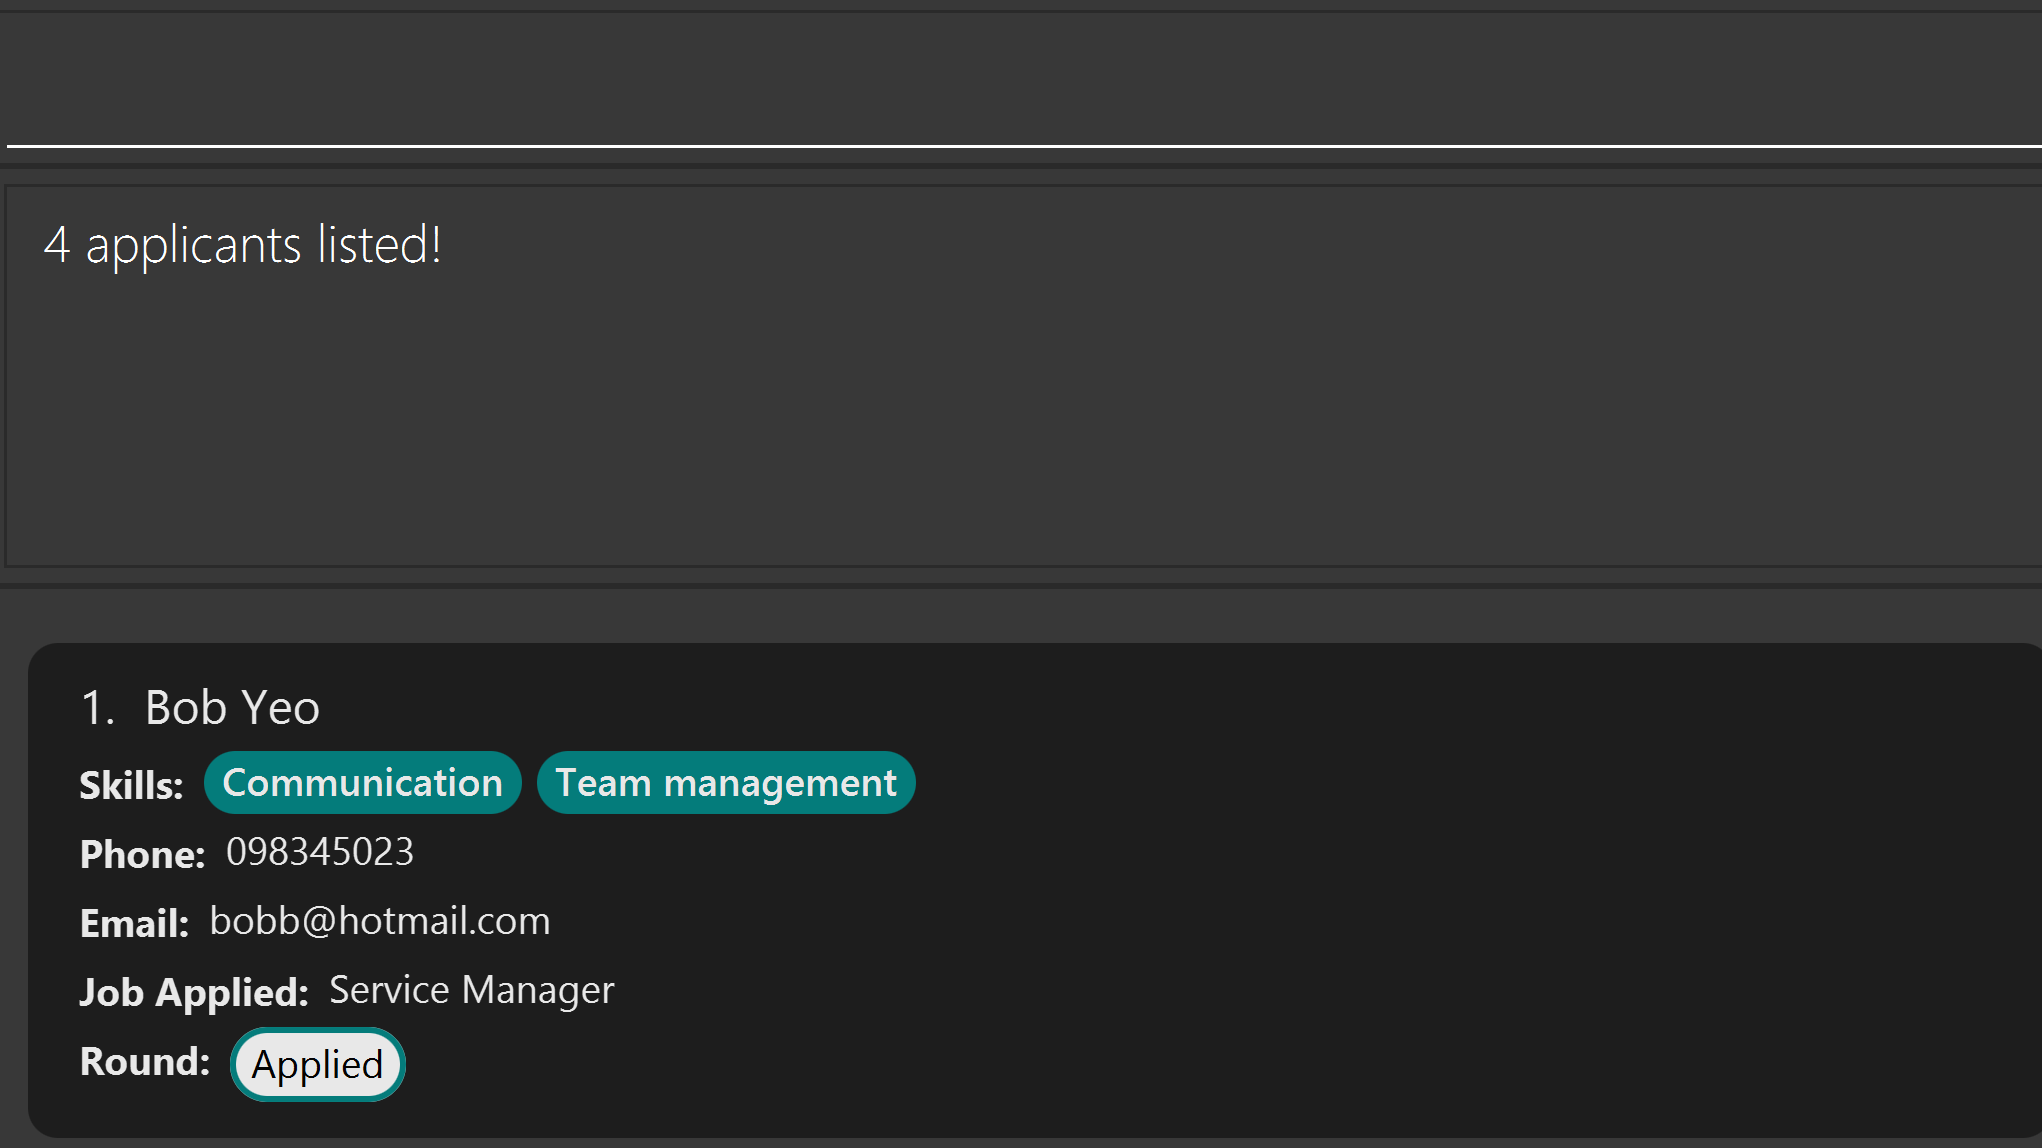 4 applicants listed!
1. Bob Yeo
Skills: Communication Team management
Phone: 098345023
Email: bobb@hotmail.com
Job Applied: Service Manager
Round: Applied